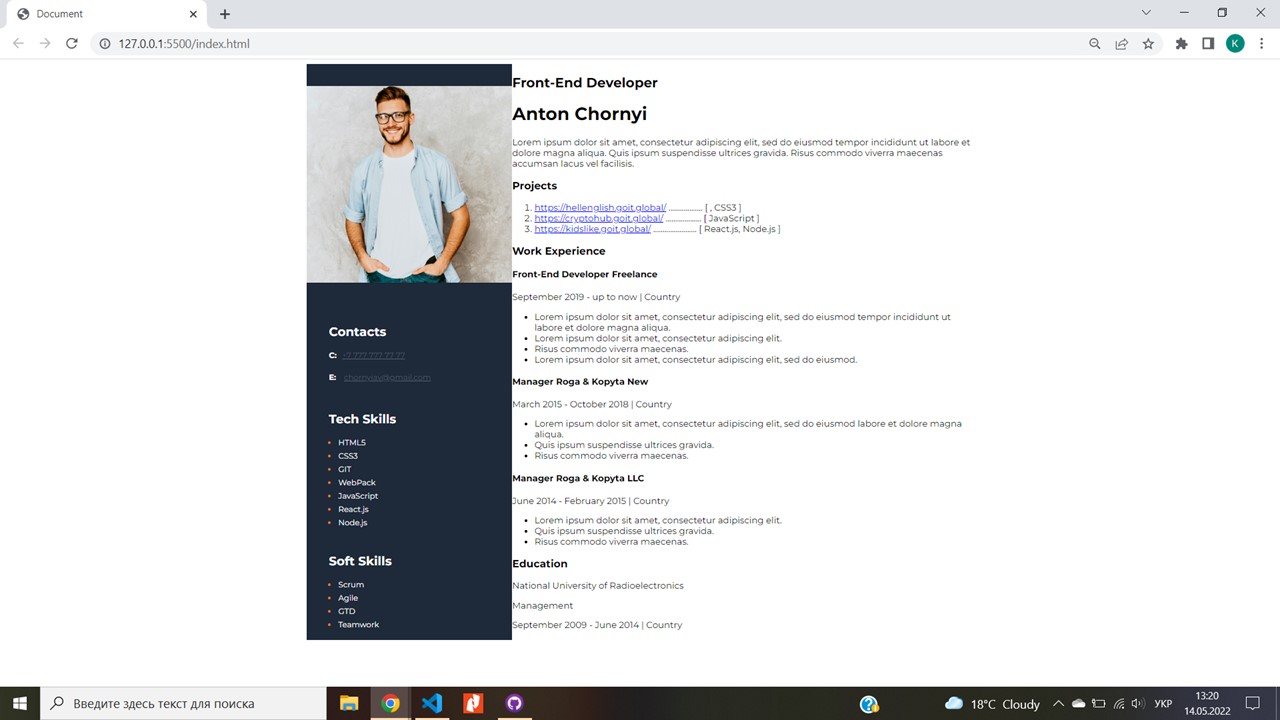 Document
127.0.0.1:5500/index.html
K
Contacts
C: +7 777 777 77 77
E: chornyiav@gmail.com
Tech Skills
HTML5
CSS3
GIT
WebPack
JavaScript
React.js
Node.js
Soft Skills
Scrum
Agile
GTD
Teamwork
Front-End Developer
Anton Chornyi
Lorem ipsum dolor sit amet, consectetur adipiscing elit, sed do eiusmod tempor incididunt ut labore et
dolore magna aliqua. Quis ipsum suspendisse ultrices gravida. Risus commodo viverra maecenas
accumsan lacus vel facilisis.
Projects
1. https://hellenglish.goit.global/ ................. [ , CSS3 ]
2. https://cryptohub.goit.global/ .................. [ JavaScript ]
3. https://kidslike.goit.global/ ...................... [ React.js, Node.js ]
Work Experience
Front-End Developer Freelance
September 2019 - up to now | Country
Lorem ipsum dolor sit amet, consectetur adipiscing elit, sed do eiusmod tempor incididunt ut
labore et dolore magna aliqua.
Lorem ipsum dolor sit amet, consectetur adipiscing elit.
Risus commodo viverra maecenas.
Lorem ipsum dolor sit amet, consectetur adipiscing elit, sed do eiusmod.
Manager Roga & Kopyta New
March 2015 - October 2018 | Country
Lorem ipsum dolor sit amet, consectetur adipiscing elit, sed do eiusmod labore et dolore magna
aliqua.
Quis ipsum suspendisse ultrices gravida.
Risus commodo viverra maecenas.
Manager Roga & Kopyta LLC
June 2014 - February 2015 | Country
Lorem ipsum dolor sit amet, consectetur adipiscing elit.
Quis ipsum suspendisse ultrices gravida.
Risus commodo viverra maecenas.
Education
National University of Radioelectronics
Management
September 2009 - June 2014 | Country
Введите здесь текст для поиска
18°C Cloudy
УКР
13:20
14.05.2022